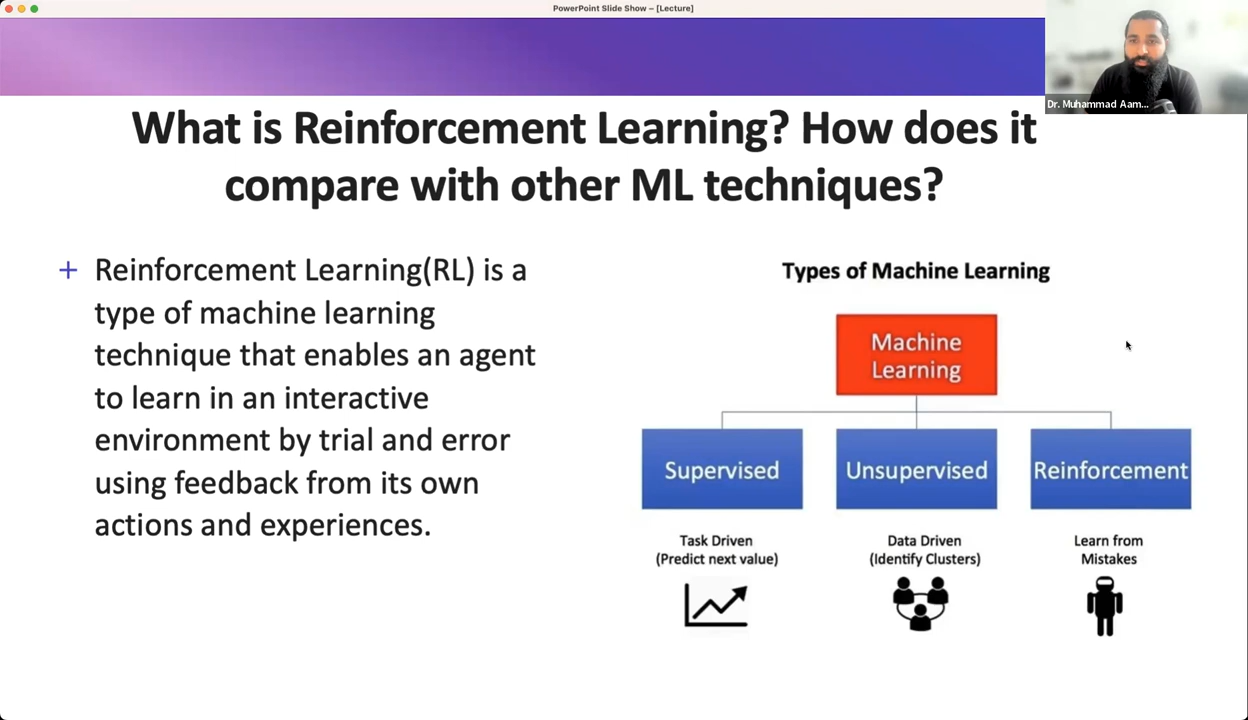 PowerPoint Slide Show – [Lecture]
Dr. Muhammad Aam...
What is Reinforcement Learning? How does it
compare with other ML techniques?
+ Reinforcement Learning(RL) is a
type of machine learning
technique that enables an agent
to learn in an interactive
environment by trial and error
using feedback from its own
actions and experiences.
Types of Machine Learning
Machine
Learning
Supervised
Unsupervised
Reinforcement
Task Driven
(Predict next value)
Data Driven
(Identify Clusters)
Learn from
Mistakes